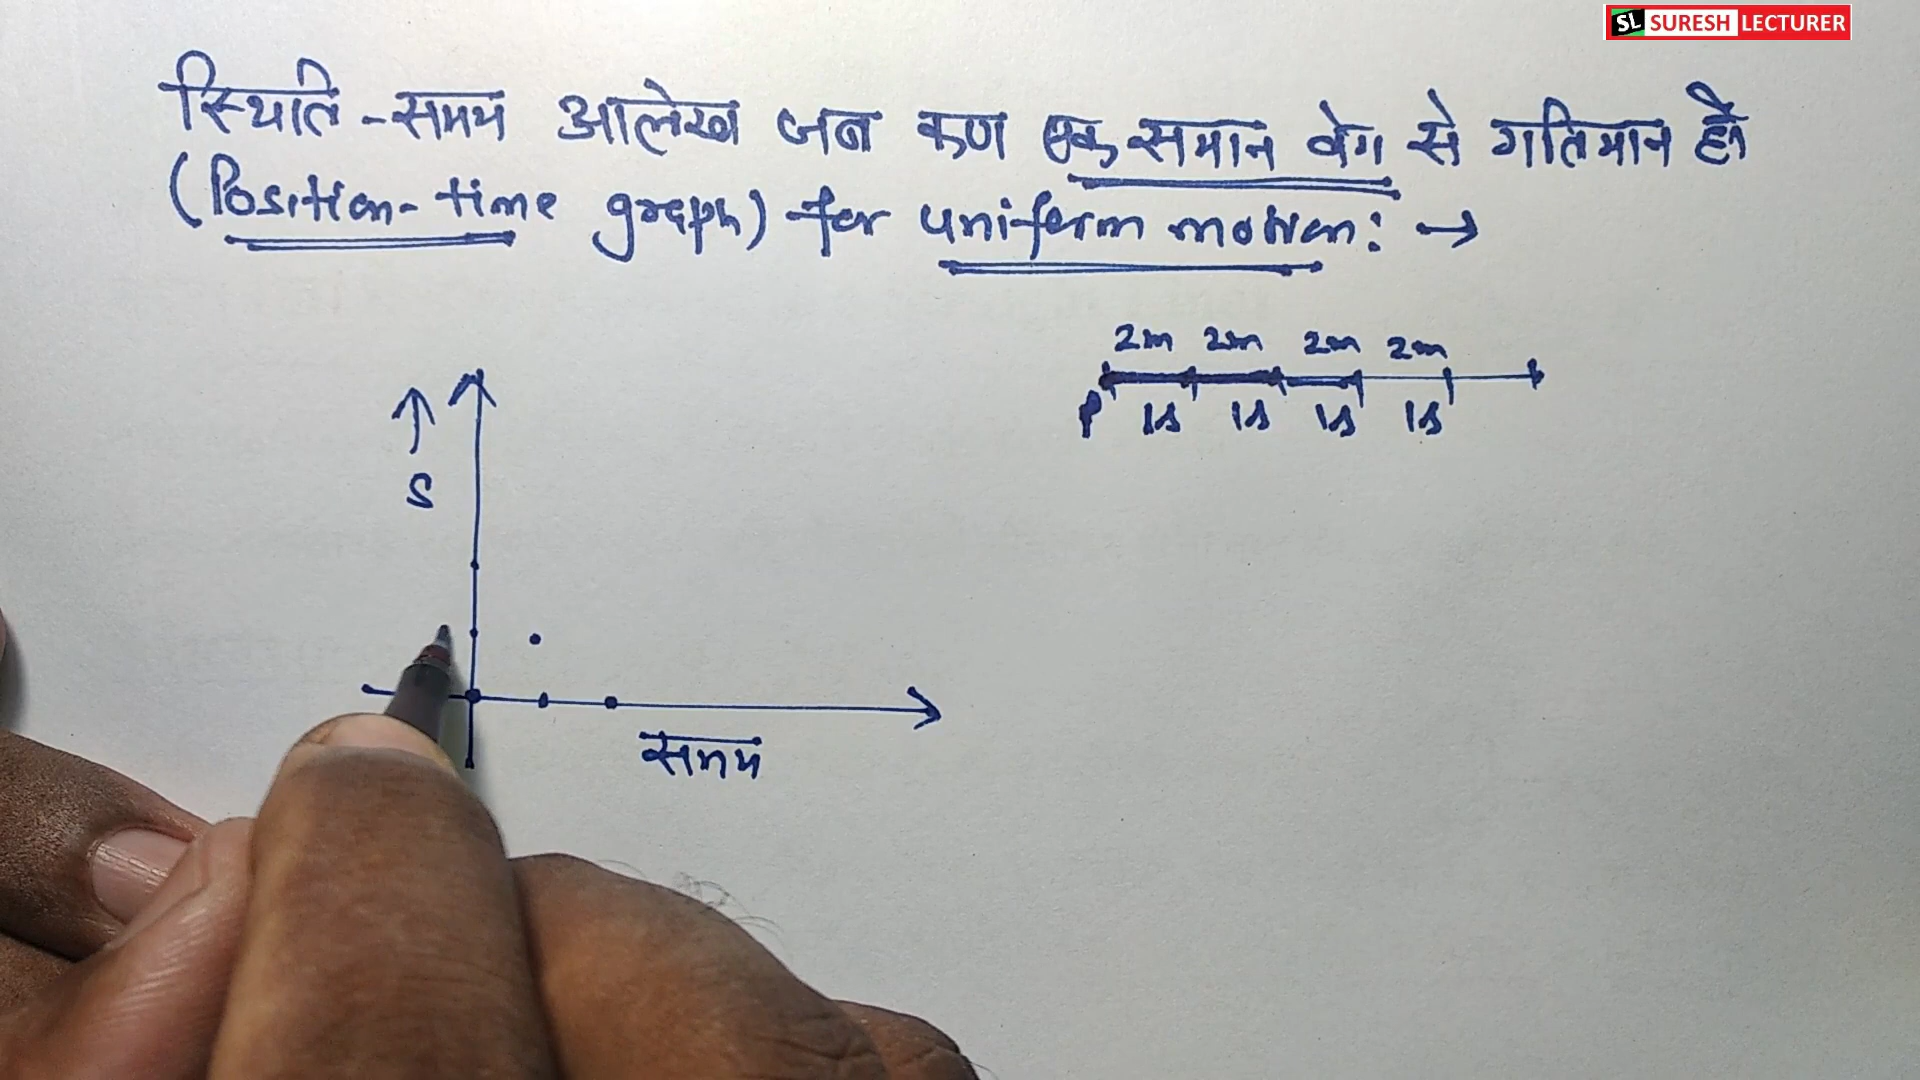 SL SURESH LECTURER
स्थिति-समय आलेख जब कण एक समान वेग से गतिमान हो
(Position-time graph) for uniform motion: →
2m 2m 2m 2m
P 1s 1s 1s 1s
S
समय